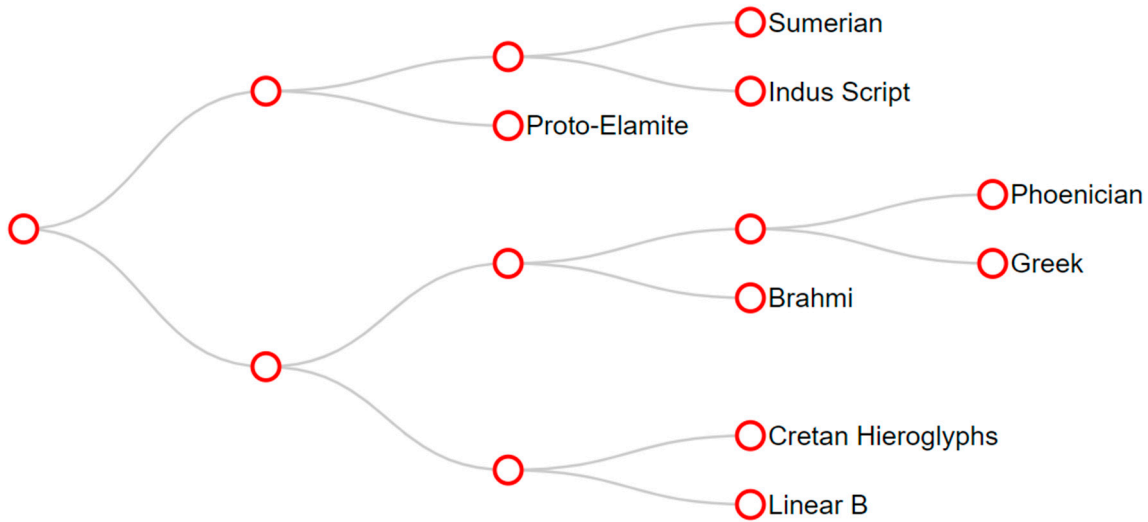 Sumerian
Indus Script
Proto-Elamite
Phoenician
Greek
Brahmi
Cretan Hieroglyphs
Linear B